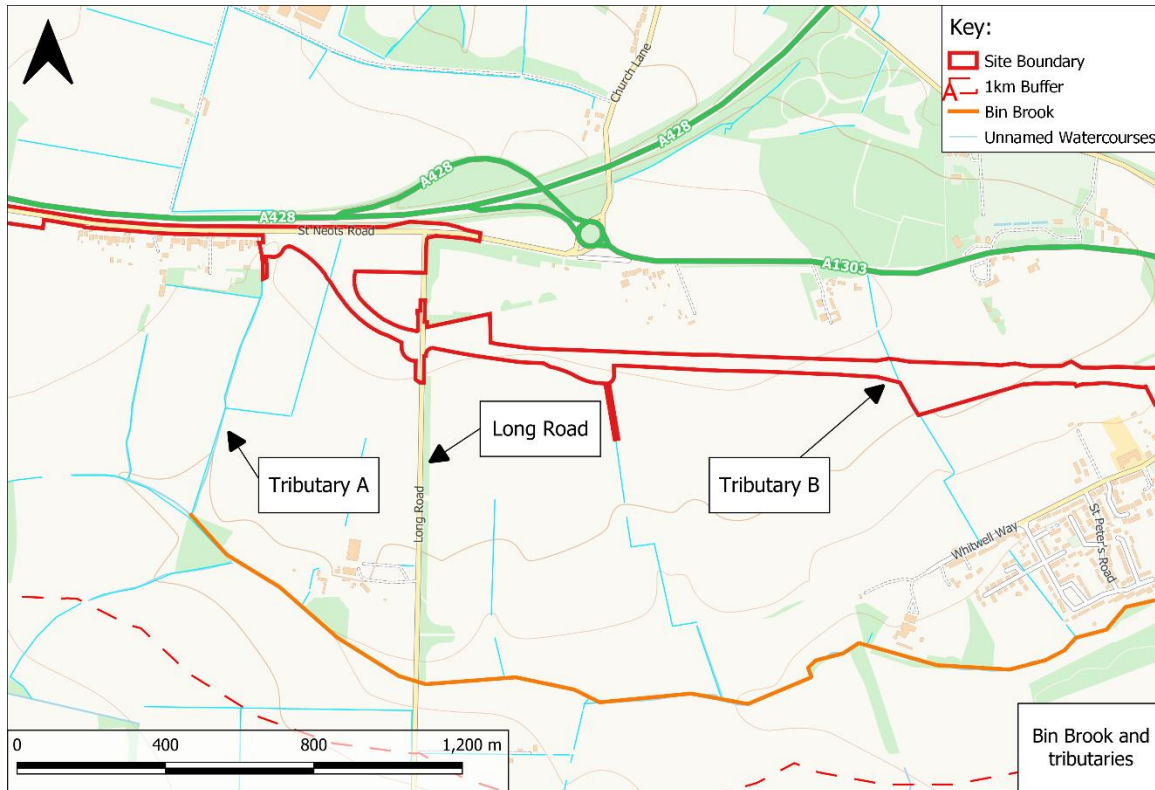 Key:
Site Boundary
1km Buffer
Bin Brook
Unnamed Watercourses
Church Lane
A428
A428
A428
St Neots Road
A1303
Long Road
Tributary A
Tributary B
Long Road
Whitwell Way
St Peter's Road
0 400 800 1,200 m
Bin Brook and
tributaries